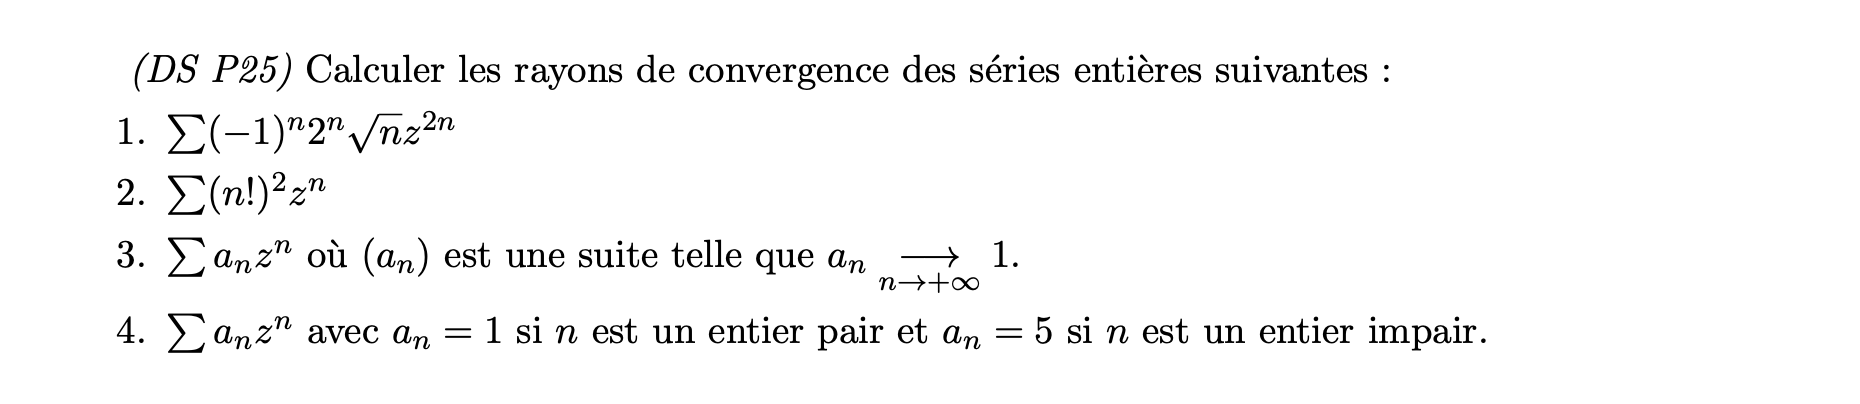 (DS P25) Calculer les rayons de convergence des séries entières suivantes :
1. ∑(−1)ⁿ2ⁿ√n z²ⁿ
2. ∑(n!)²zⁿ
3. ∑ aₙzⁿ où (aₙ) est une suite telle que aₙ ⟶ 1.
n→+∞
4. ∑ aₙzⁿ avec aₙ = 1 si n est un entier pair et aₙ = 5 si n est un entier impair.